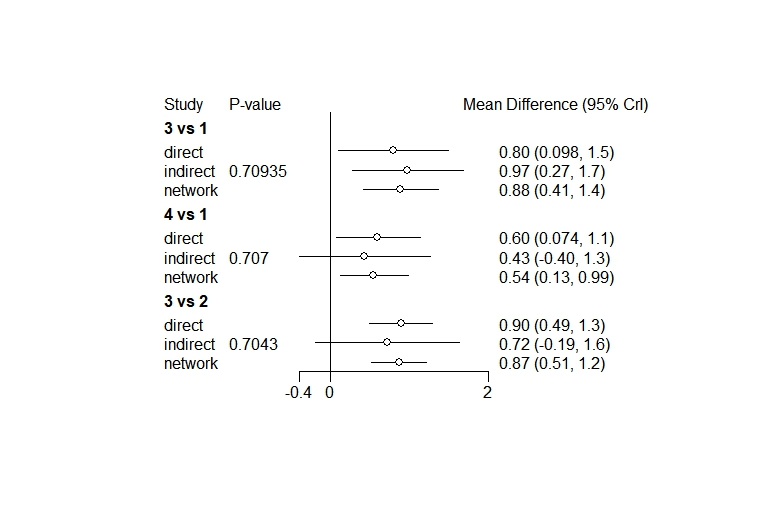 Study P-value Mean Difference (95% CrI)
3 vs 1
direct 0.80 (0.098, 1.5)
indirect 0.70935 0.97 (0.27, 1.7)
network 0.88 (0.41, 1.4)
4 vs 1
direct 0.60 (0.074, 1.1)
indirect 0.707 0.43 (-0.40, 1.3)
network 0.54 (0.13, 0.99)
3 vs 2
direct 0.90 (0.49, 1.3)
indirect 0.7043 0.72 (-0.19, 1.6)
network 0.87 (0.51, 1.2)
-0.4 0 2